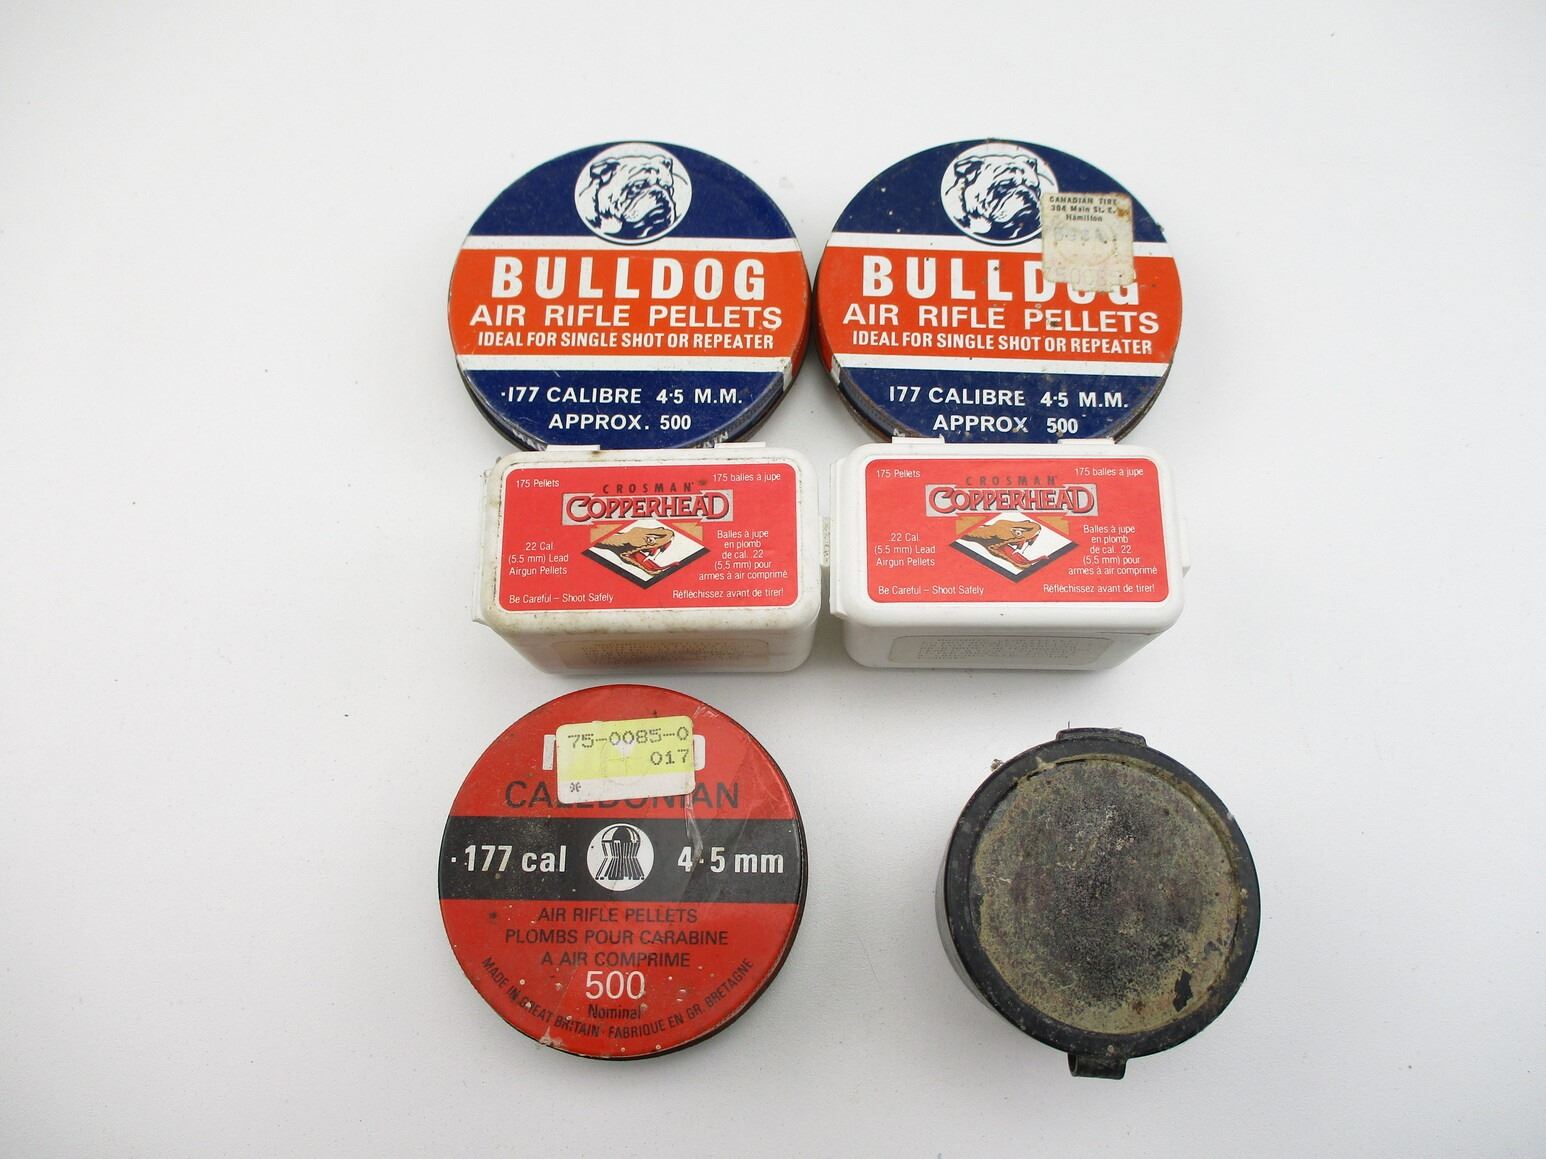 BULLDOG
AIR RIFLE PELLETS
IDEAL FOR SINGLE SHOT OR REPEATER
·177 CALIBRE 4·5 M.M.
APPROX. 500
CANADIAN TIRE
304 Main St. E.
Hamilton
BULLDOG
AIR RIFLE PELLETS
IDEAL FOR SINGLE SHOT OR REPEATER
177 CALIBRE 4·5 M.M.
APPROX 500
175 Pellets
175 balles à jupe
CROSMAN
COPPERHEAD
.22 Cal.
(5.5 mm) Lead
Airgun Pellets
Balles à jupe
en plomb
de cal. .22
(5,5 mm) pour
armes à air comprimé
Be Careful – Shoot Safely
Réfléchissez avant de tirer!
175 Pellets
175 balles à jupe
CROSMAN
COPPERHEAD
.22 Cal.
(5.5 mm) Lead
Airgun Pellets
Balles à jupe
en plomb
de cal. .22
(5,5 mm) pour
armes à air comprimé
Be Careful – Shoot Safely
Réfléchissez avant de tirer!
75-0085-0
017
CALEDONIAN
·177 cal 4·5 mm
AIR RIFLE PELLETS
PLOMBS POUR CARABINE
A AIR COMPRIME
500
Nominal
MADE IN GREAT BRITAIN · FABRIQUE EN GR. BRETAGNE